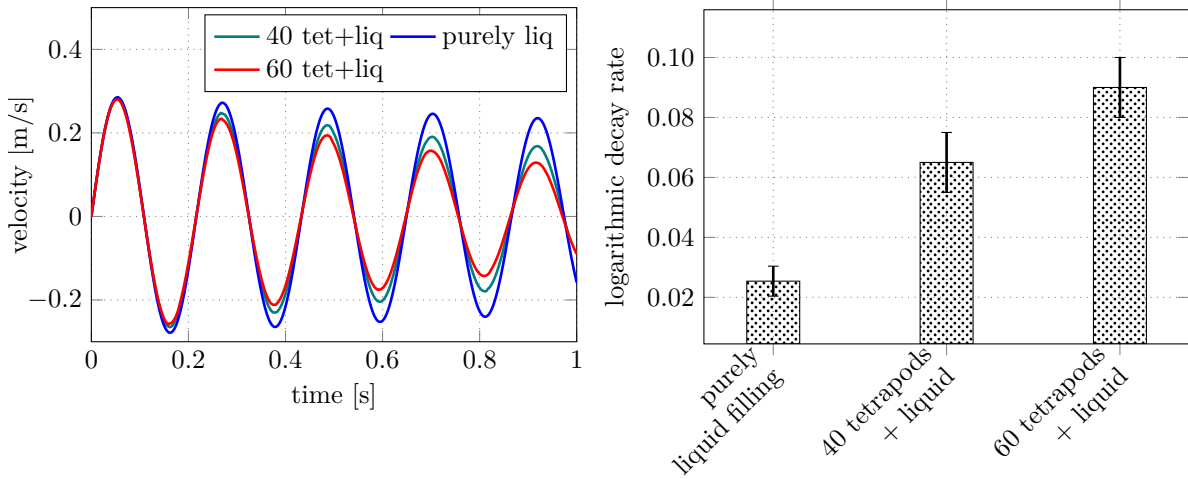 40 tet+liq
purely liq
60 tet+liq
0.4
0.2
0
−0.2
velocity [m/s]
0
0.2
0.4
0.6
0.8
1
time [s]
0.10
0.08
0.06
0.04
0.02
logarithmic decay rate
purely
liquid filling
40 tetrapods
+ liquid
60 tetrapods
+ liquid